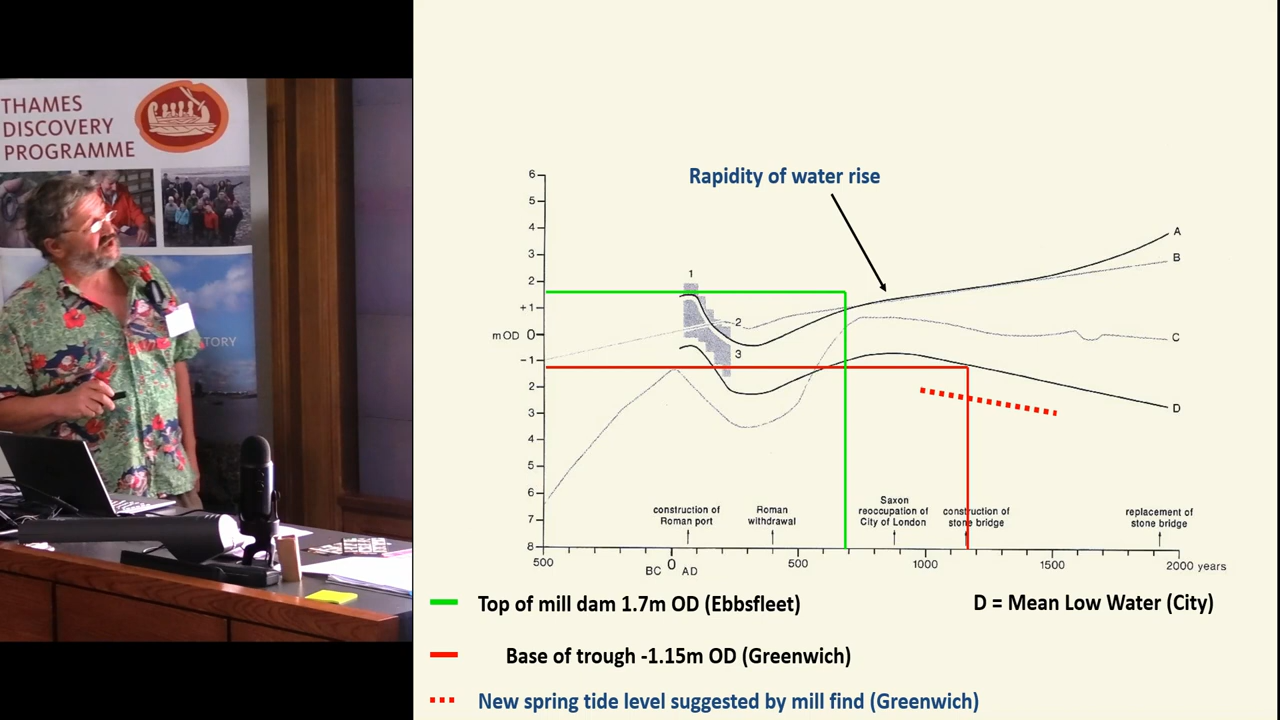 THAMES
DISCOVERY
PROGRAMME
TORY
Rapidity of water rise
6
5
4
3
2
+1
mOD 0
−1
2
3
4
5
6
7
8
1
2
3
A
B
C
D
construction of
Roman port
Roman
withdrawal
Saxon
reoccupation of
City of London
construction of
stone bridge
replacement of
stone bridge
500 BC 0 AD 500 1000 1500 2000 years
Top of mill dam 1.7m OD (Ebbsfleet)
D = Mean Low Water (City)
Base of trough -1.15m OD (Greenwich)
New spring tide level suggested by mill find (Greenwich)